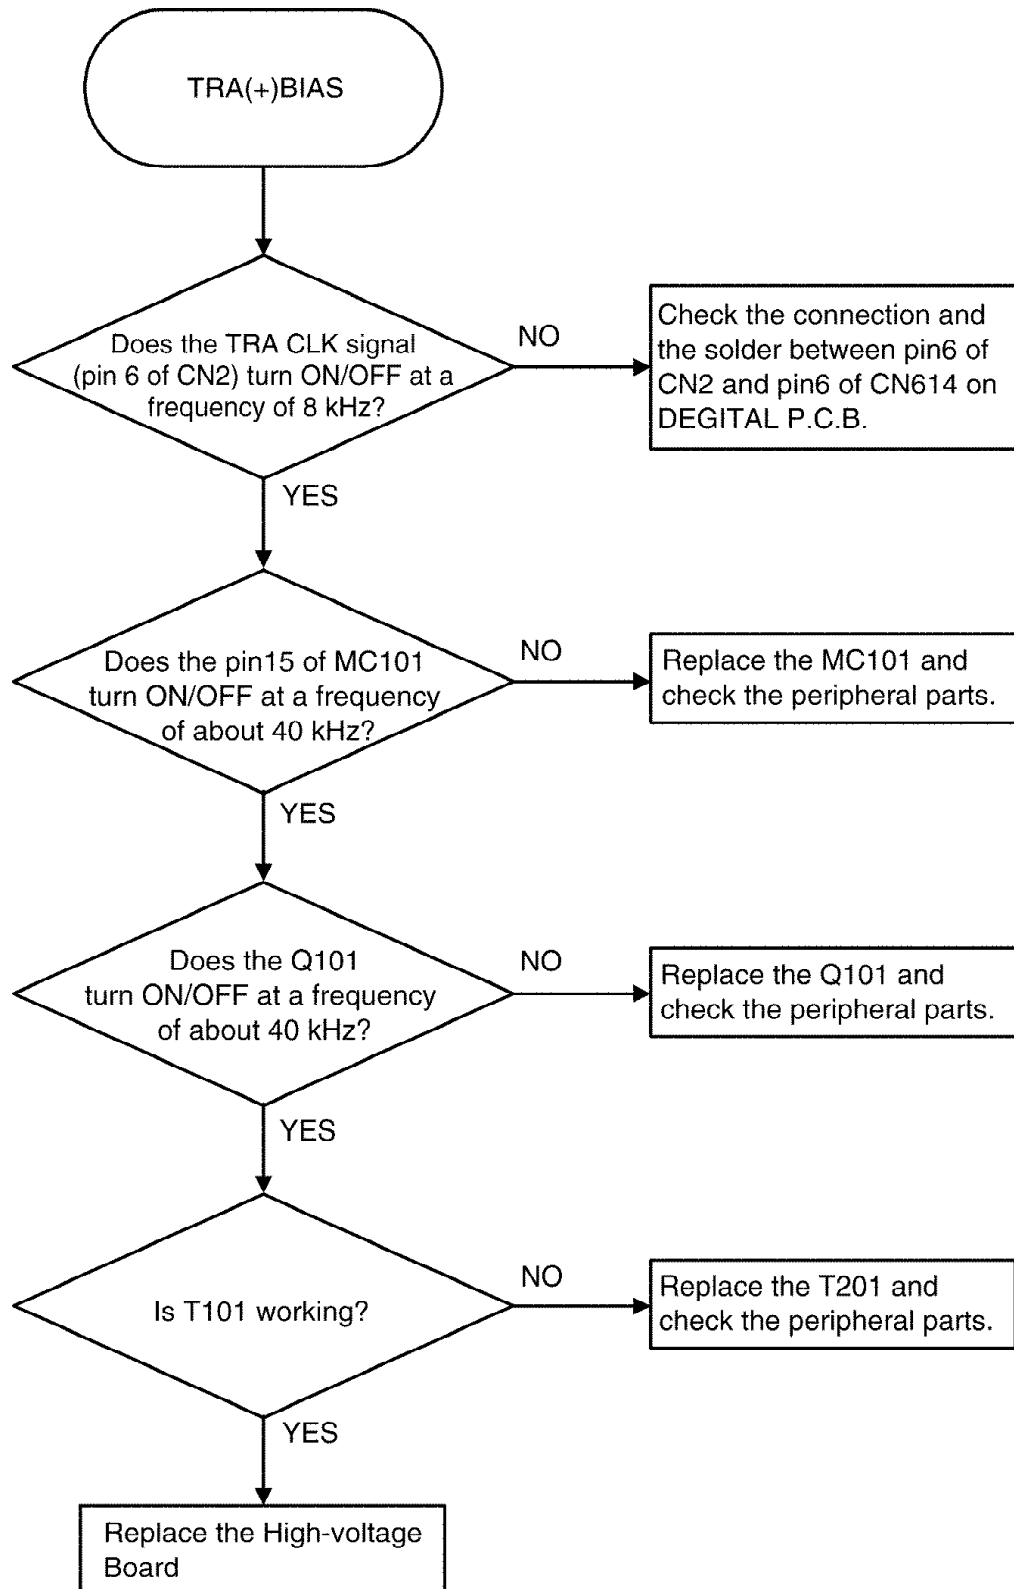 TRA(+)BIAS
Does the TRA CLK signal
(pin 6 of CN2) turn ON/OFF at a
frequency of 8 kHz?
NO
Check the connection and
the solder between pin6 of
CN2 and pin6 of CN614 on
DEGITAL P.C.B.
YES
Does the pin15 of MC101
turn ON/OFF at a frequency
of about 40 kHz?
NO
Replace the MC101 and
check the peripheral parts.
YES
Does the Q101
turn ON/OFF at a frequency
of about 40 kHz?
NO
Replace the Q101 and
check the peripheral parts.
YES
Is T101 working?
NO
Replace the T201 and
check the peripheral parts.
YES
Replace the High-voltage
Board